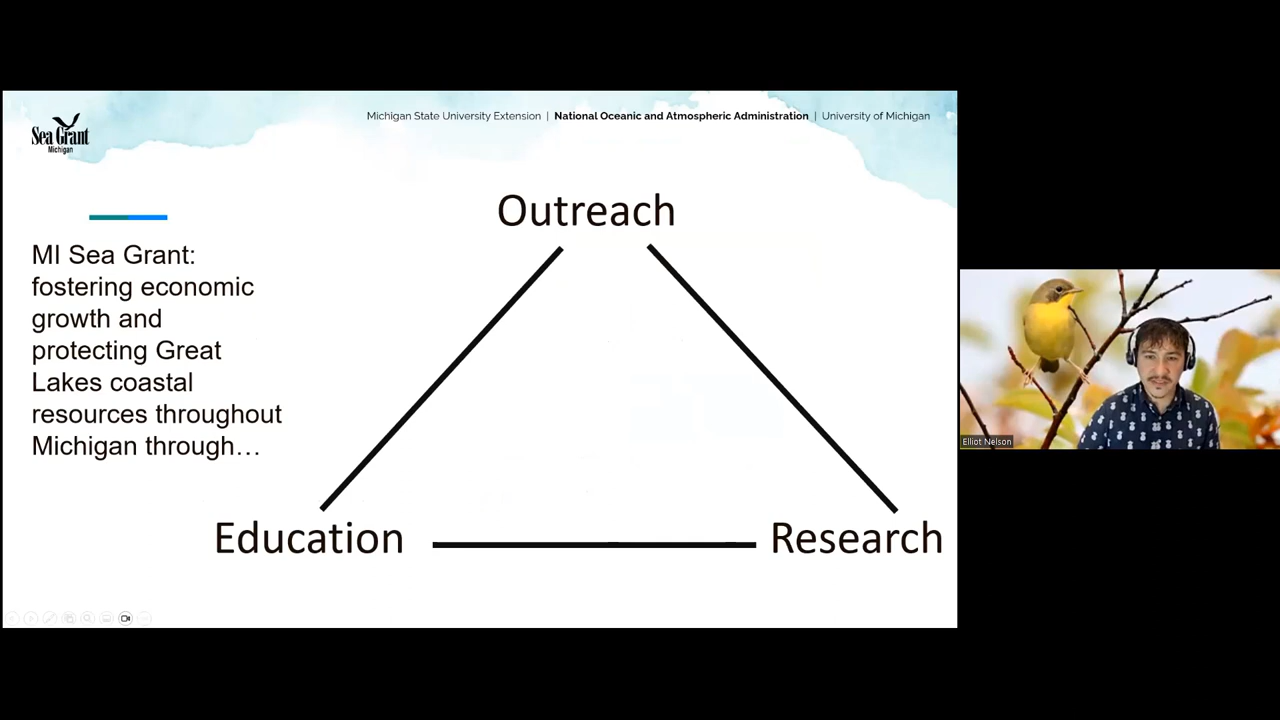 Michigan State University Extension | National Oceanic and Atmospheric Administration | University of Michigan
Sea Grant
Michigan
Outreach
MI Sea Grant:
fostering economic
growth and
protecting Great
Lakes coastal
resources throughout
Michigan through…
Education
Research
Elliot Nelson